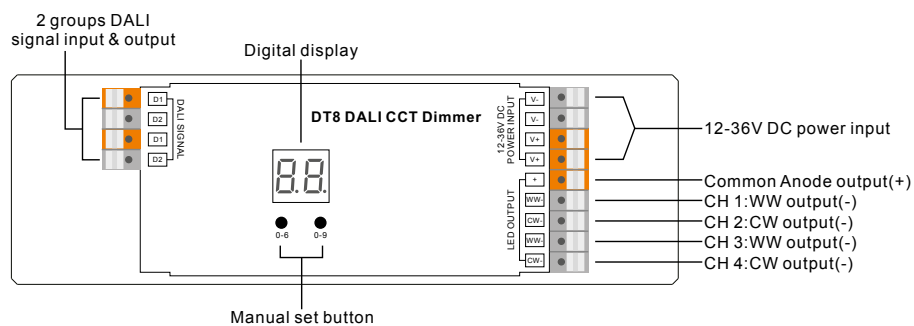 2 groups DALI
signal input & output
Digital display
D1
D2
D1
D2
DALI SIGNAL
DT8 DALI CCT Dimmer
8.8.
0-6
0-9
Manual set button
12-36V DC
POWER INPUT
V-
V-
V+
V+
LED OUTPUT
+
WW-
CW-
WW-
CW-
12-36V DC power input
Common Anode output(+)
CH 1:WW output(-)
CH 2:CW output(-)
CH 3:WW output(-)
CH 4:CW output(-)